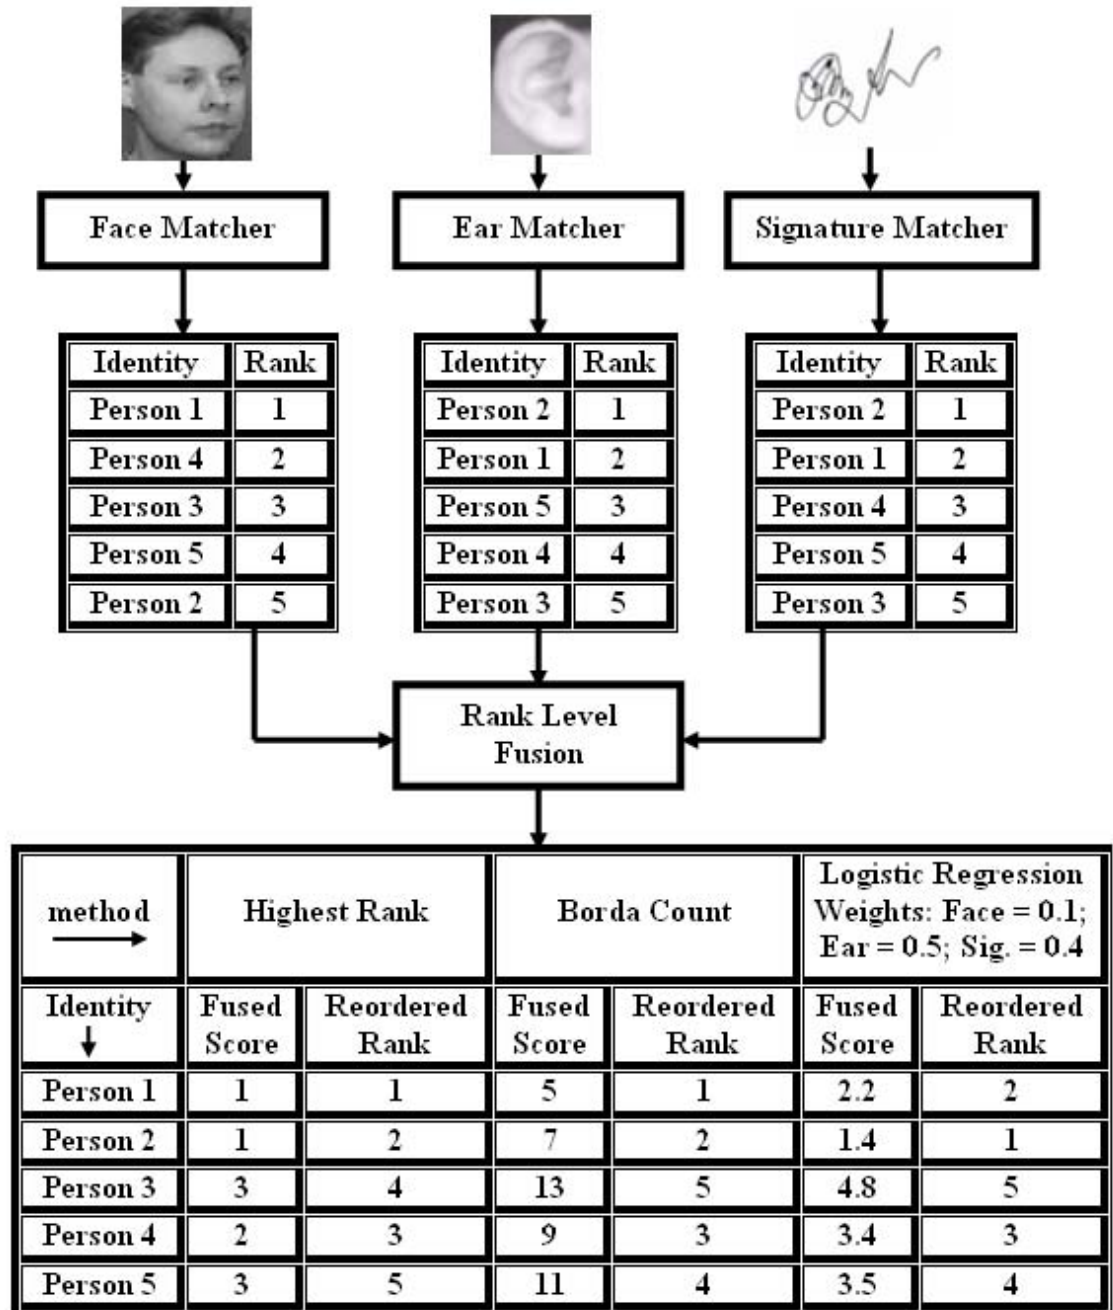 Face Matcher
Ear Matcher
Signature Matcher
Identity Rank
Person 1 1
Person 4 2
Person 3 3
Person 5 4
Person 2 5
Identity Rank
Person 2 1
Person 1 2
Person 5 3
Person 4 4
Person 3 5
Identity Rank
Person 2 1
Person 1 2
Person 4 3
Person 5 4
Person 3 5
Rank Level
Fusion
method
Highest Rank
Borda Count
Logistic Regression
Weights: Face = 0.1;
Ear = 0.5; Sig. = 0.4
Identity
Fused
Score
Reordered
Rank
Fused
Score
Reordered
Rank
Fused
Score
Reordered
Rank
Person 1 1 1 5 1 2.2 2
Person 2 1 2 7 2 1.4 1
Person 3 3 4 13 5 4.8 5
Person 4 2 3 9 3 3.4 3
Person 5 3 5 11 4 3.5 4